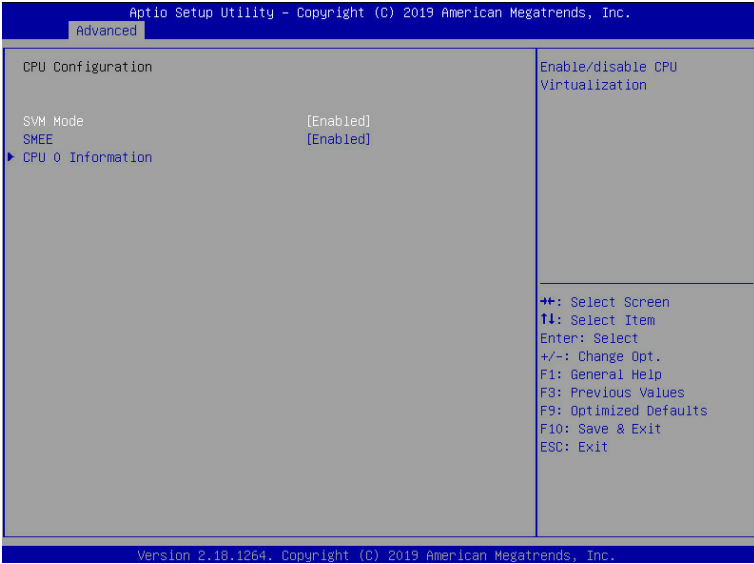 Aptio Setup Utility – Copyright (C) 2019 American Megatrends, Inc.
Advanced
CPU Configuration
SVM Mode [Enabled]
SMEE [Enabled]
CPU 0 Information
Enable/disable CPU
Virtualization
→←: Select Screen
↑↓: Select Item
Enter: Select
+/-: Change Opt.
F1: General Help
F3: Previous Values
F9: Optimized Defaults
F10: Save & Exit
ESC: Exit
Version 2.18.1264. Copyright (C) 2019 American Megatrends, Inc.